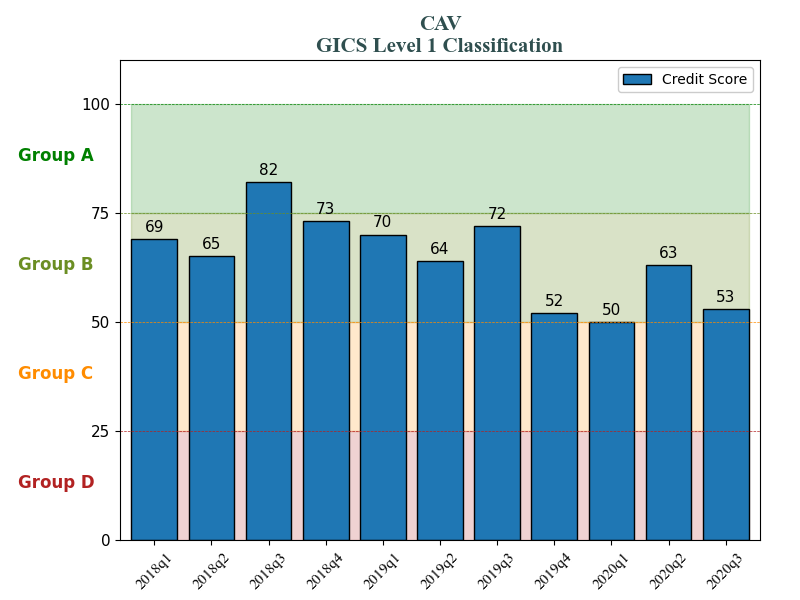 CAV
GICS Level 1 Classification
Credit Score
100
75
50
25
0
Group A
Group B
Group C
Group D
69
65
82
73
70
64
72
52
50
63
53
2018q1
2018q2
2018q3
2018q4
2019q1
2019q2
2019q3
2019q4
2020q1
2020q2
2020q3